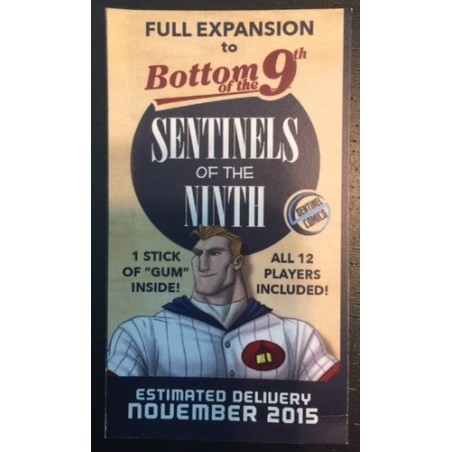 FULL EXPANSION
to
Bottom
of the
9th
SENTINELS
OF THE
NINTH
SENTINEL
COMICS
1 STICK
OF "GUM"
INSIDE!
ALL 12
PLAYERS
INCLUDED!
ESTIMATED DELIVERY
NOVEMBER 2015